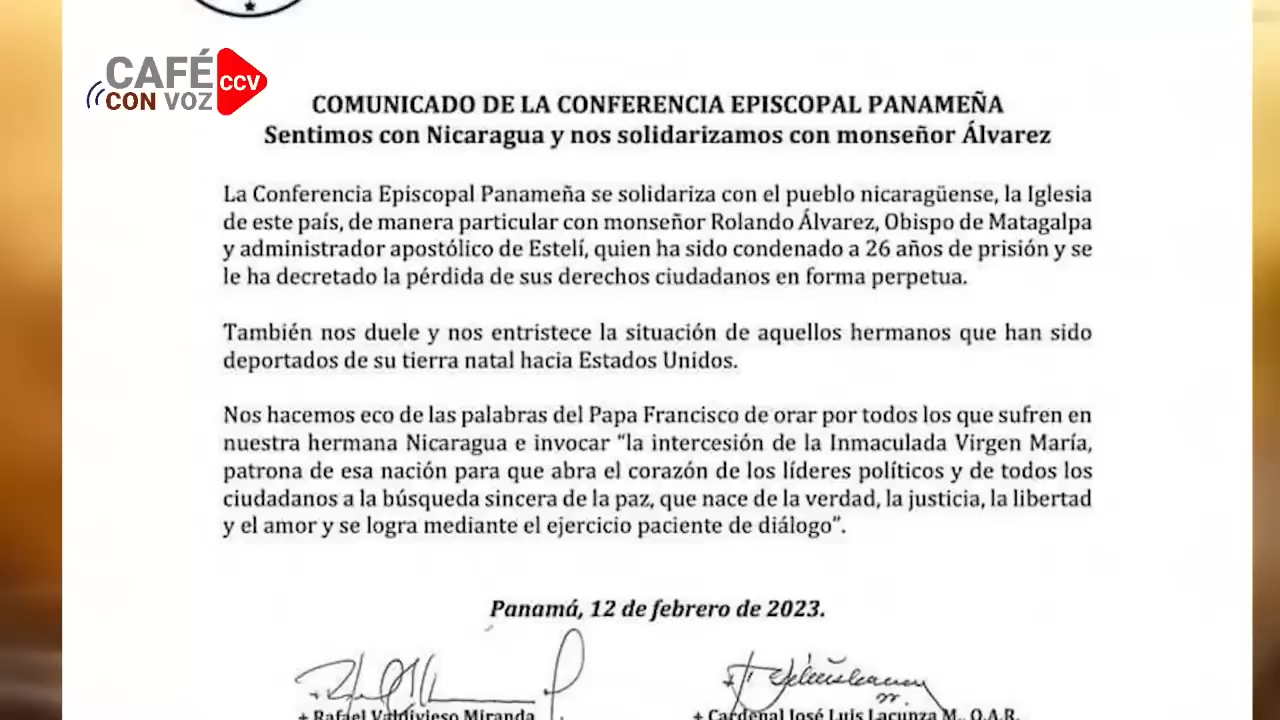 CAFÉ
CON VOZ
CCV
COMUNICADO DE LA CONFERENCIA EPISCOPAL PANAMEÑA
Sentimos con Nicaragua y nos solidarizamos con monseñor Álvarez
La Conferencia Episcopal Panameña se solidariza con el pueblo nicaragüense, la Iglesia
de este país, de manera particular con monseñor Rolando Álvarez, Obispo de Matagalpa
y administrador apostólico de Estelí, quien ha sido condenado a 26 años de prisión y se
le ha decretado la pérdida de sus derechos ciudadanos en forma perpetua.
También nos duele y nos entristece la situación de aquellos hermanos que han sido
deportados de su tierra natal hacia Estados Unidos.
Nos hacemos eco de las palabras del Papa Francisco de orar por todos los que sufren en
nuestra hermana Nicaragua e invocar “la intercesión de la Inmaculada Virgen María,
patrona de esa nación para que abra el corazón de los líderes políticos y de todos los
ciudadanos a la búsqueda sincera de la paz, que nace de la verdad, la justicia, la libertad
y el amor y se logra mediante el ejercicio paciente de diálogo”.
Panamá, 12 de febrero de 2023.
+ Rafael Valdivieso Miranda
+ Cardenal José Luis Lacunza M., O.A.R.